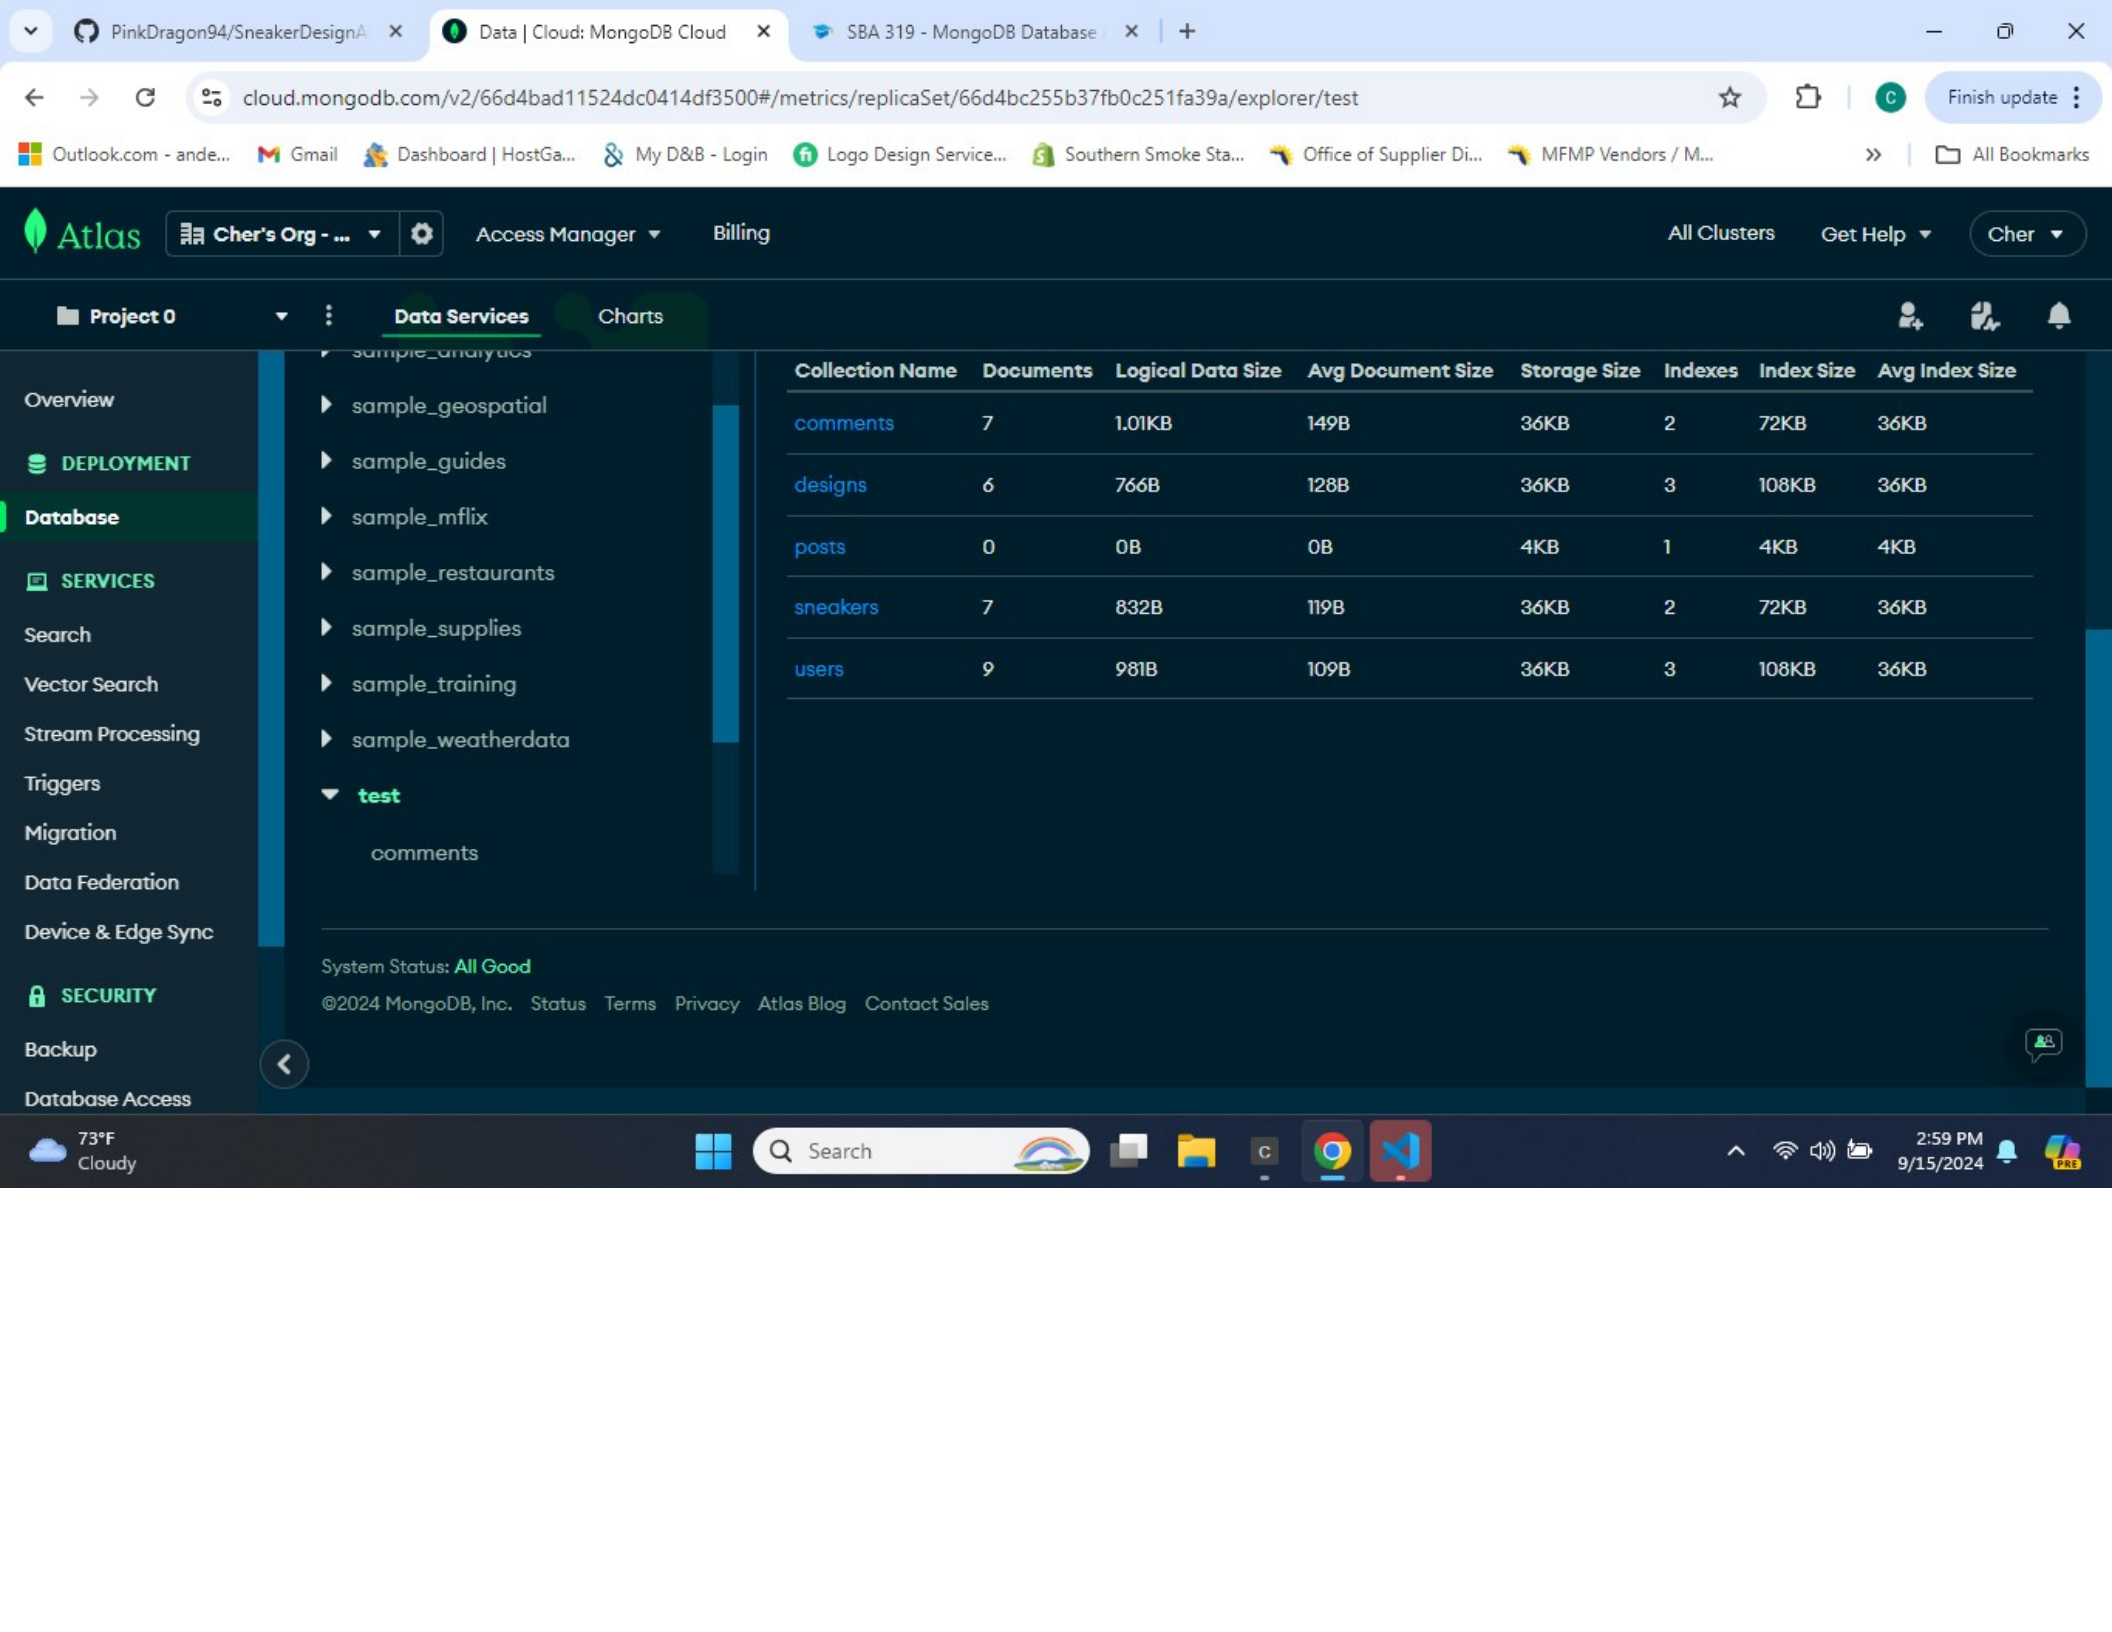 PinkDragon94/SneakerDesignA
Data | Cloud: MongoDB Cloud
SBA 319 - MongoDB Database
cloud.mongodb.com/v2/66d4bad11524dc0414df3500#/metrics/replicaSet/66d4bc255b37fb0c251fa39a/explorer/test
C
Finish update
Outlook.com - ande...
Gmail
Dashboard | HostGa...
My D&B - Login
Logo Design Service...
Southern Smoke Sta...
Office of Supplier Di...
MFMP Vendors / M...
All Bookmarks
Atlas
Cher's Org - ...
Access Manager
Billing
All Clusters
Get Help
Cher
Project 0
Data Services
Charts
Overview
DEPLOYMENT
Database
SERVICES
Search
Vector Search
Stream Processing
Triggers
Migration
Data Federation
Device & Edge Sync
SECURITY
Backup
Database Access
sample_analytics
sample_geospatial
sample_guides
sample_mflix
sample_restaurants
sample_supplies
sample_training
sample_weatherdata
test
comments
Collection Name Documents Logical Data Size Avg Document Size Storage Size Indexes Index Size Avg Index Size
comments 7 1.01KB 149B 36KB 2 72KB 36KB
designs 6 766B 128B 36KB 3 108KB 36KB
posts 0 0B 0B 4KB 1 4KB 4KB
sneakers 7 832B 119B 36KB 2 72KB 36KB
users 9 981B 109B 36KB 3 108KB 36KB
System Status: All Good
©2024 MongoDB, Inc. Status Terms Privacy Atlas Blog Contact Sales
73°F
Cloudy
Search
C
2:59 PM
9/15/2024
PRE